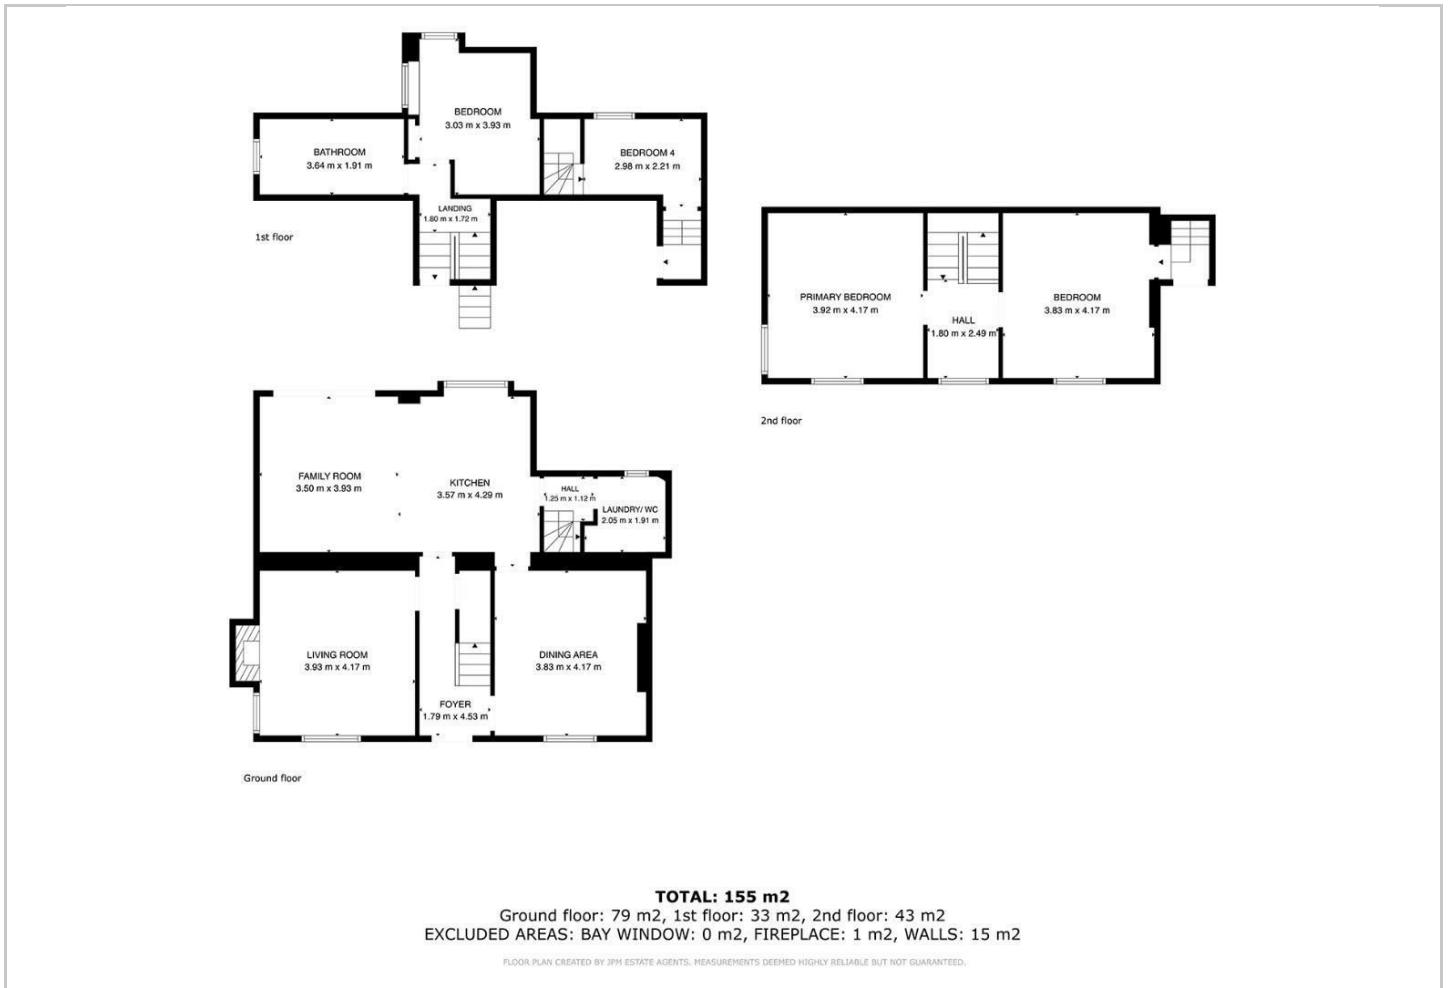 BEDROOM
3.03 m x 3.93 m
BATHROOM
3.64 m x 1.91 m
BEDROOM 4
2.98 m x 2.21 m
LANDING
1.80 m x 1.72 m
1st floor
PRIMARY BEDROOM
3.92 m x 4.17 m
HALL
1.80 m x 2.49 m
BEDROOM
3.83 m x 4.17 m
2nd floor
FAMILY ROOM
3.50 m x 3.93 m
KITCHEN
3.57 m x 4.29 m
HALL
1.25 m x 1.12 m
LAUNDRY/ WC
2.05 m x 1.91 m
LIVING ROOM
3.93 m x 4.17 m
DINING AREA
3.83 m x 4.17 m
FOYER
1.79 m x 4.53 m
Ground floor
TOTAL: 155 m2
Ground floor: 79 m2, 1st floor: 33 m2, 2nd floor: 43 m2
EXCLUDED AREAS: BAY WINDOW: 0 m2, FIREPLACE: 1 m2, WALLS: 15 m2
FLOOR PLAN CREATED BY JPM ESTATE AGENTS. MEASUREMENTS DEEMED HIGHLY RELIABLE BUT NOT GUARANTEED.